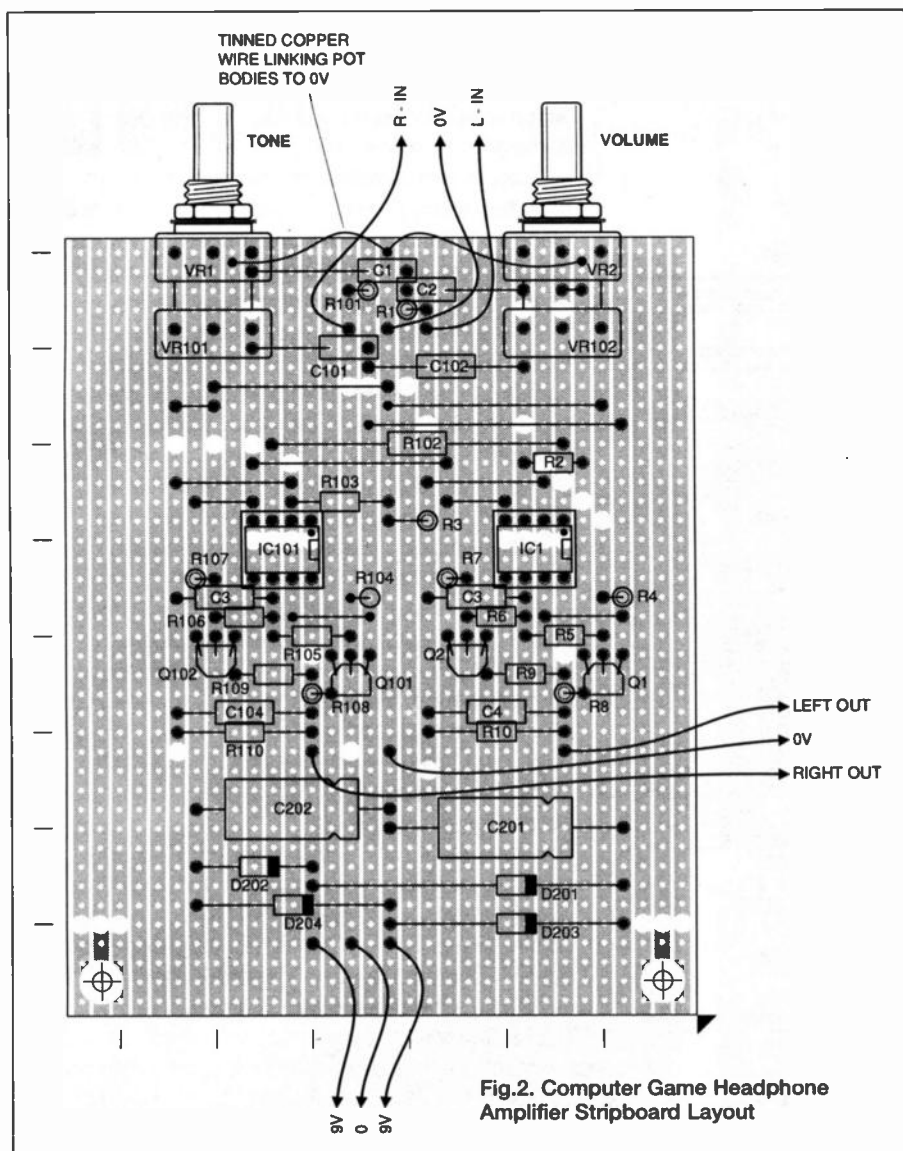 TINNED COPPER
WIRE LINKING POT
BODIES TO 0V
R - IN
0V
L - IN
TONE
VOLUME
VR1
C1
VR2
R101
C2
R1
VR101
VR102
C101
C102
R102
R2
R103
R3
IC101
IC1
R107
R104
R7
R4
C3
C3
R106
R6
R105
R5
Q102
Q2
R109
Q101
R9
Q1
R108
R8
C104
C4
LEFT OUT
R110
R10
0V
RIGHT OUT
C202
C201
D202
D201
D204
D203
9V
0
9V
Fig.2. Computer Game Headphone
Amplifier Stripboard Layout